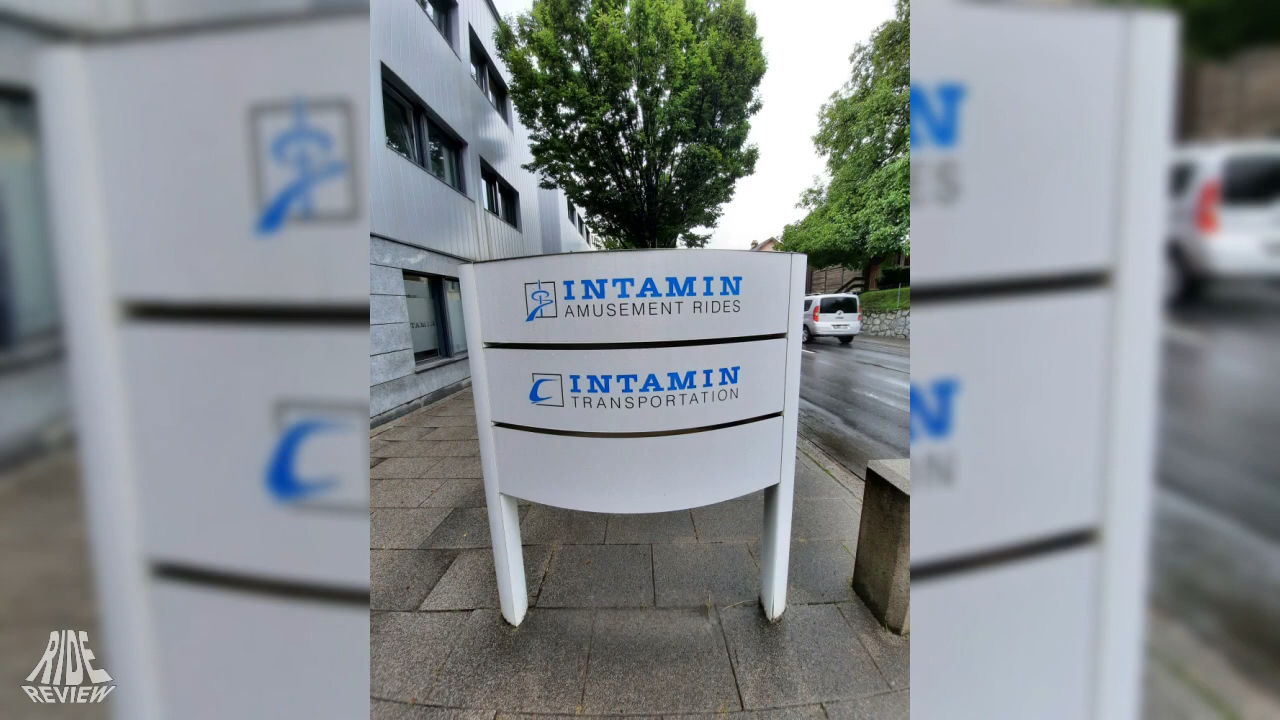 INTAMIN
AMUSEMENT RIDES
INTAMIN
TRANSPORTATION
RIDE
REVIEW